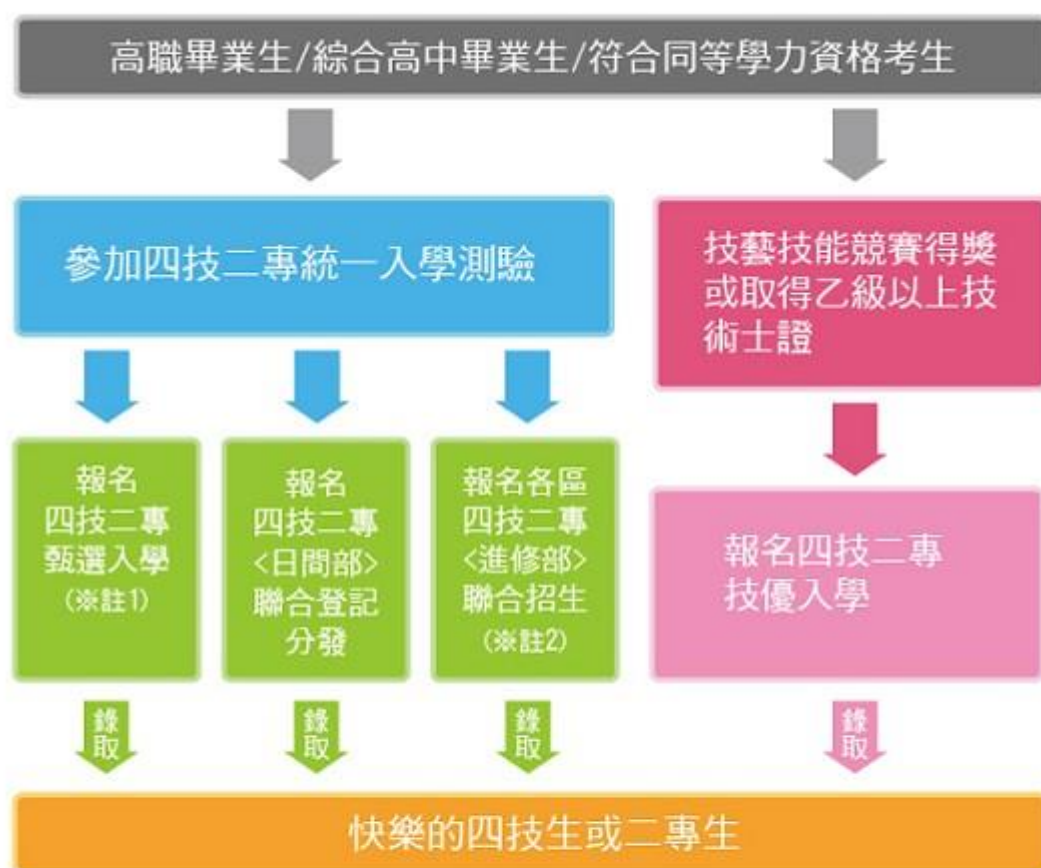 高職畢業生/綜合高中畢業生/符合同等學力資格考生
參加四技二專統一入學測驗
技藝技能競賽得獎
或取得乙級以上技
術士證
報名
四技二專
甄選入學
(※註1)
報名
四技二專
<日間部>
聯合登記
分發
報名各區
四技二專
<進修部>
聯合招生
(※註2)
報名四技二專
技優入學
錄取
錄取
錄取
錄取
快樂的四技生或二專生